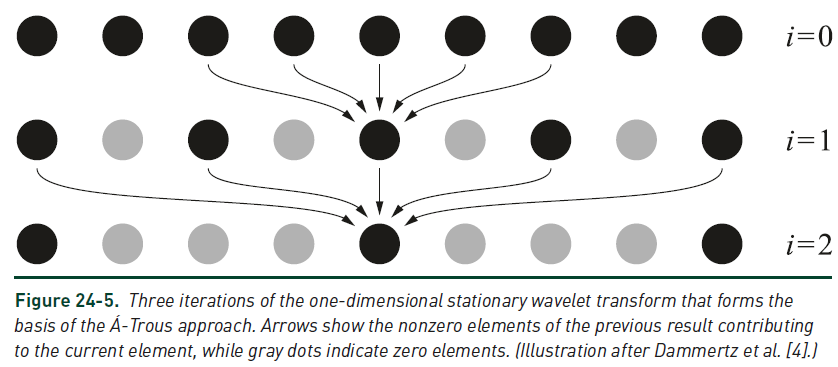 i=0
i=1
i=2
Figure 24-5. Three iterations of the one-dimensional stationary wavelet transform that forms the
basis of the Á-Trous approach. Arrows show the nonzero elements of the previous result contributing
to the current element, while gray dots indicate zero elements. (Illustration after Dammertz et al. [4].)